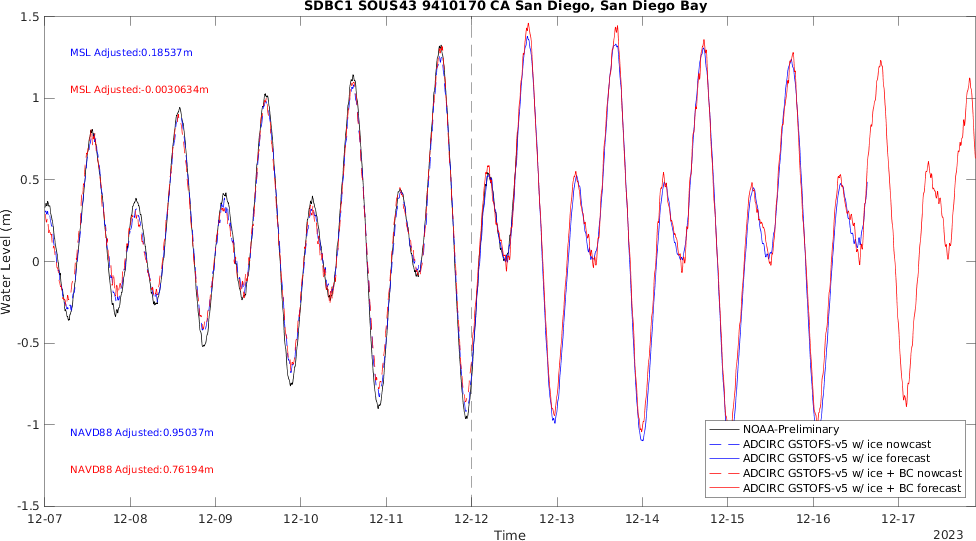 SDBC1 SOUS43 9410170 CA San Diego, San Diego Bay
1.5
MSL Adjusted:0.18537m
MSL Adjusted:-0.0030634m
1
0.5
0
-0.5
-1
-1.5
Water Level (m)
NAVD88 Adjusted:0.95037m
NAVD88 Adjusted:0.76194m
NOAA-Preliminary
ADCIRC GSTOFS-v5 w/ ice nowcast
ADCIRC GSTOFS-v5 w/ ice forecast
ADCIRC GSTOFS-v5 w/ ice + BC nowcast
ADCIRC GSTOFS-v5 w/ ice + BC forecast
12-07 12-08 12-09 12-10 12-11 12-12 12-13 12-14 12-15 12-16 12-17
Time
2023